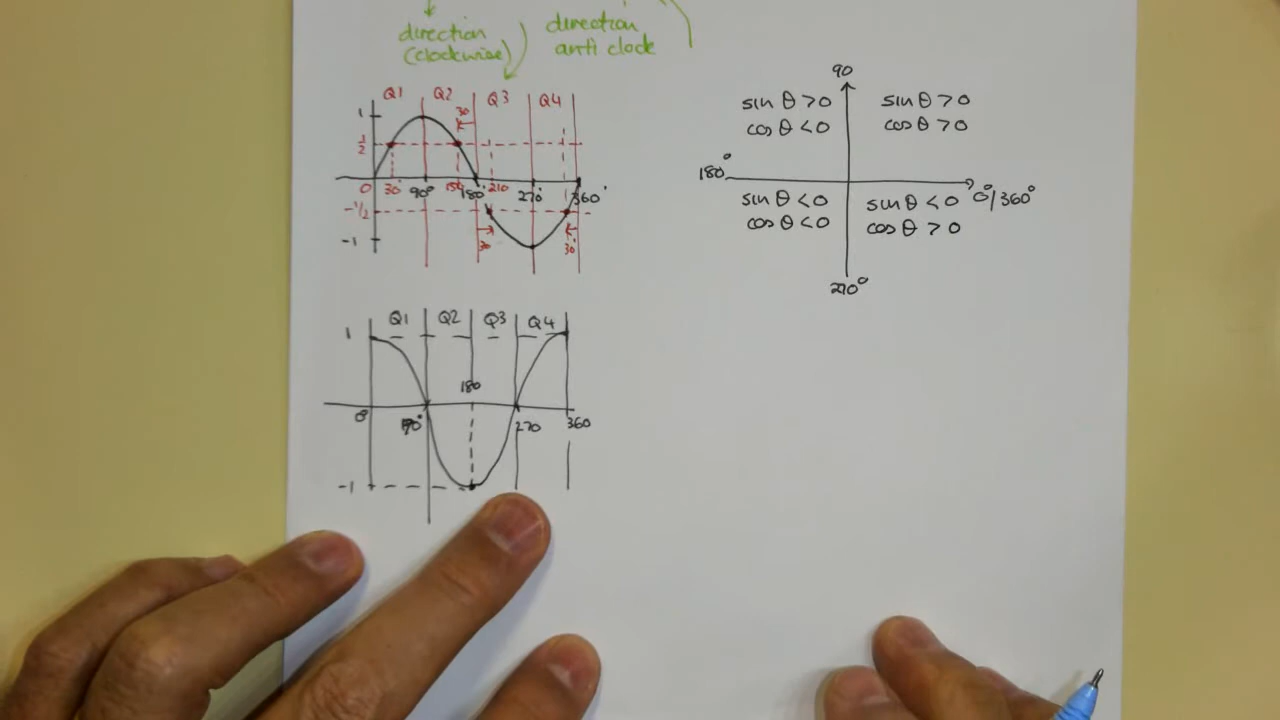 direction
(clockwise)
direction
anti clock
Q1 Q2 Q3 Q4
30
1
1/2
0 30° 90° 150 180° 210 270° 360°
-1/2
-1
30 30
Q1 Q2 Q3 Q4
1
180
0° 90° 270 360
-1
90
sin θ > 0 sin θ > 0
cos θ < 0 cos θ > 0
180° 0°/360°
sin θ < 0 sin θ < 0
cos θ < 0 cos θ > 0
270°